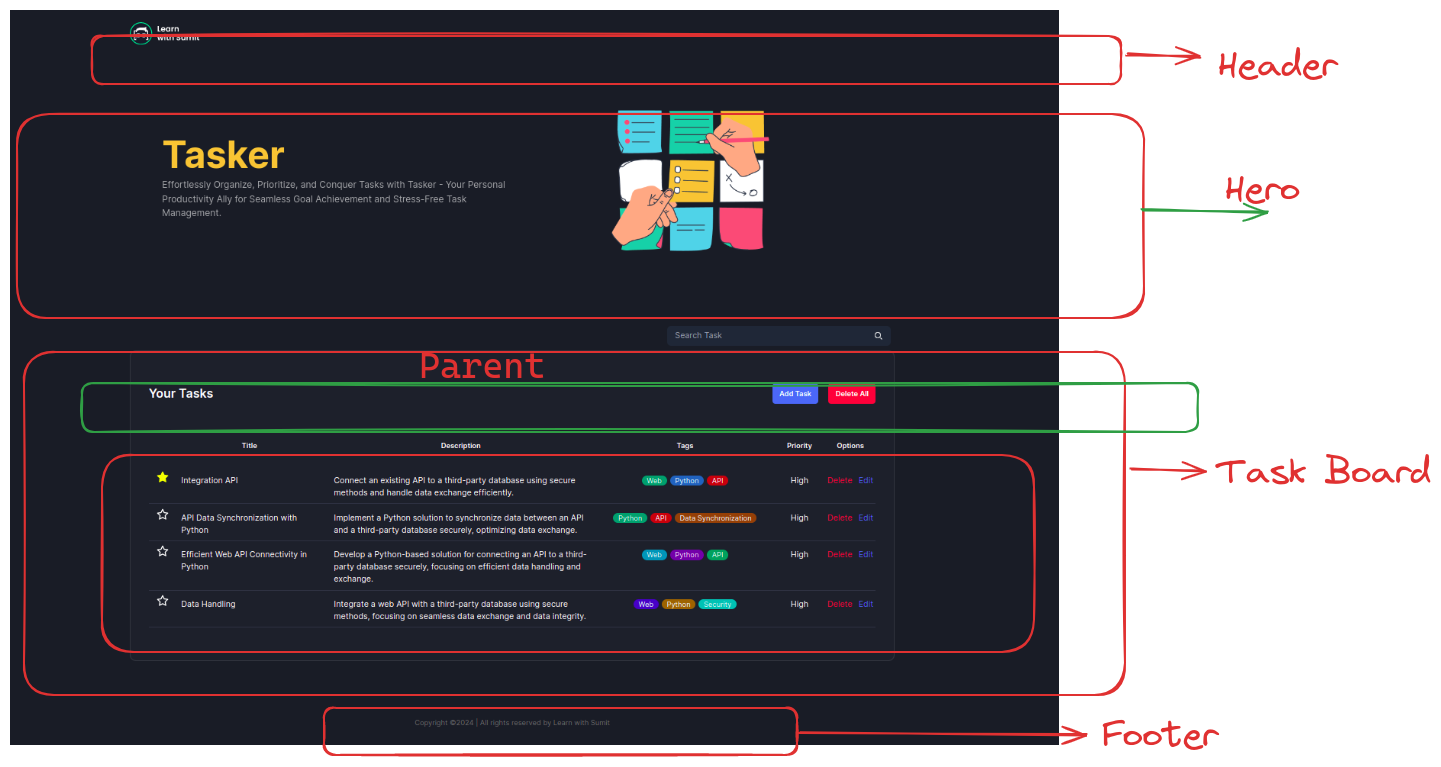 Learn
with Sumit
Header
Tasker
Effortlessly Organize, Prioritize, and Conquer Tasks with Tasker - Your Personal
Productivity Ally for Seamless Goal Achievement and Stress-Free Task
Management.
Hero
Search Task
Parent
Your Tasks
Add Task
Delete All
Title Description Tags Priority Options
Integration API
Connect an existing API to a third-party database using secure
methods and handle data exchange efficiently.
Web Python API
High
Delete Edit
API Data Synchronization with
Python
Implement a Python solution to synchronize data between an API
and a third-party database securely, optimizing data exchange.
Python API Data Synchronization
High
Delete Edit
Efficient Web API Connectivity in
Python
Develop a Python-based solution for connecting an API to a third-
party database securely, focusing on efficient data handling and
exchange.
Web Python API
High
Delete Edit
Data Handling
Integrate a web API with a third-party database using secure
methods, focusing on seamless data exchange and data integrity.
Web Python Security
High
Delete Edit
Task Board
Copyright ©2024 | All rights reserved by Learn with Sumit
Footer